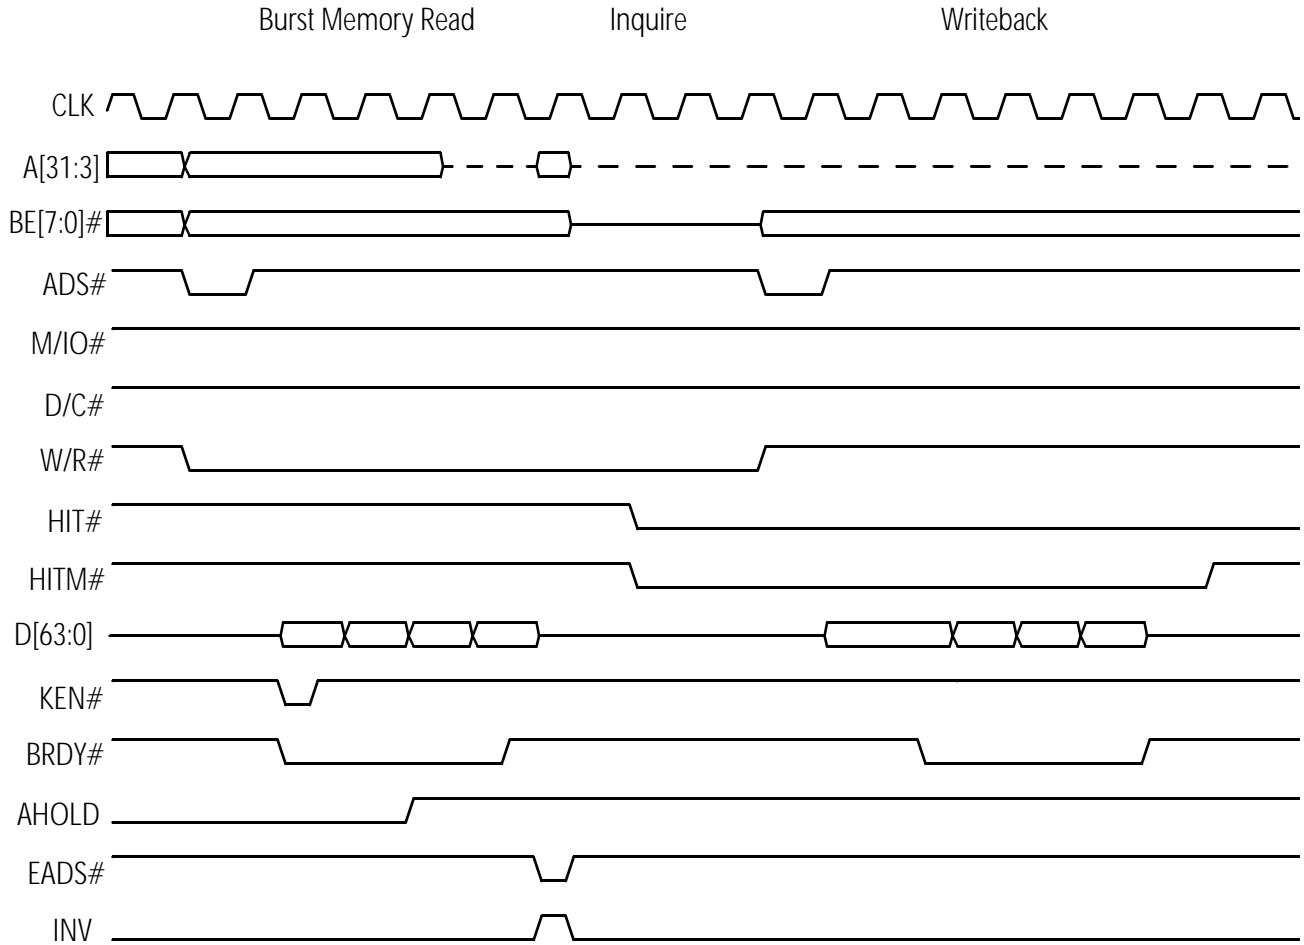 Burst Memory Read Inquire Writeback
CLK
A[31:3]
BE[7:0]#
ADS#
M/IO#
D/C#
W/R#
HIT#
HITM#
D[63:0]
KEN#
BRDY#
AHOLD
EADS#
INV